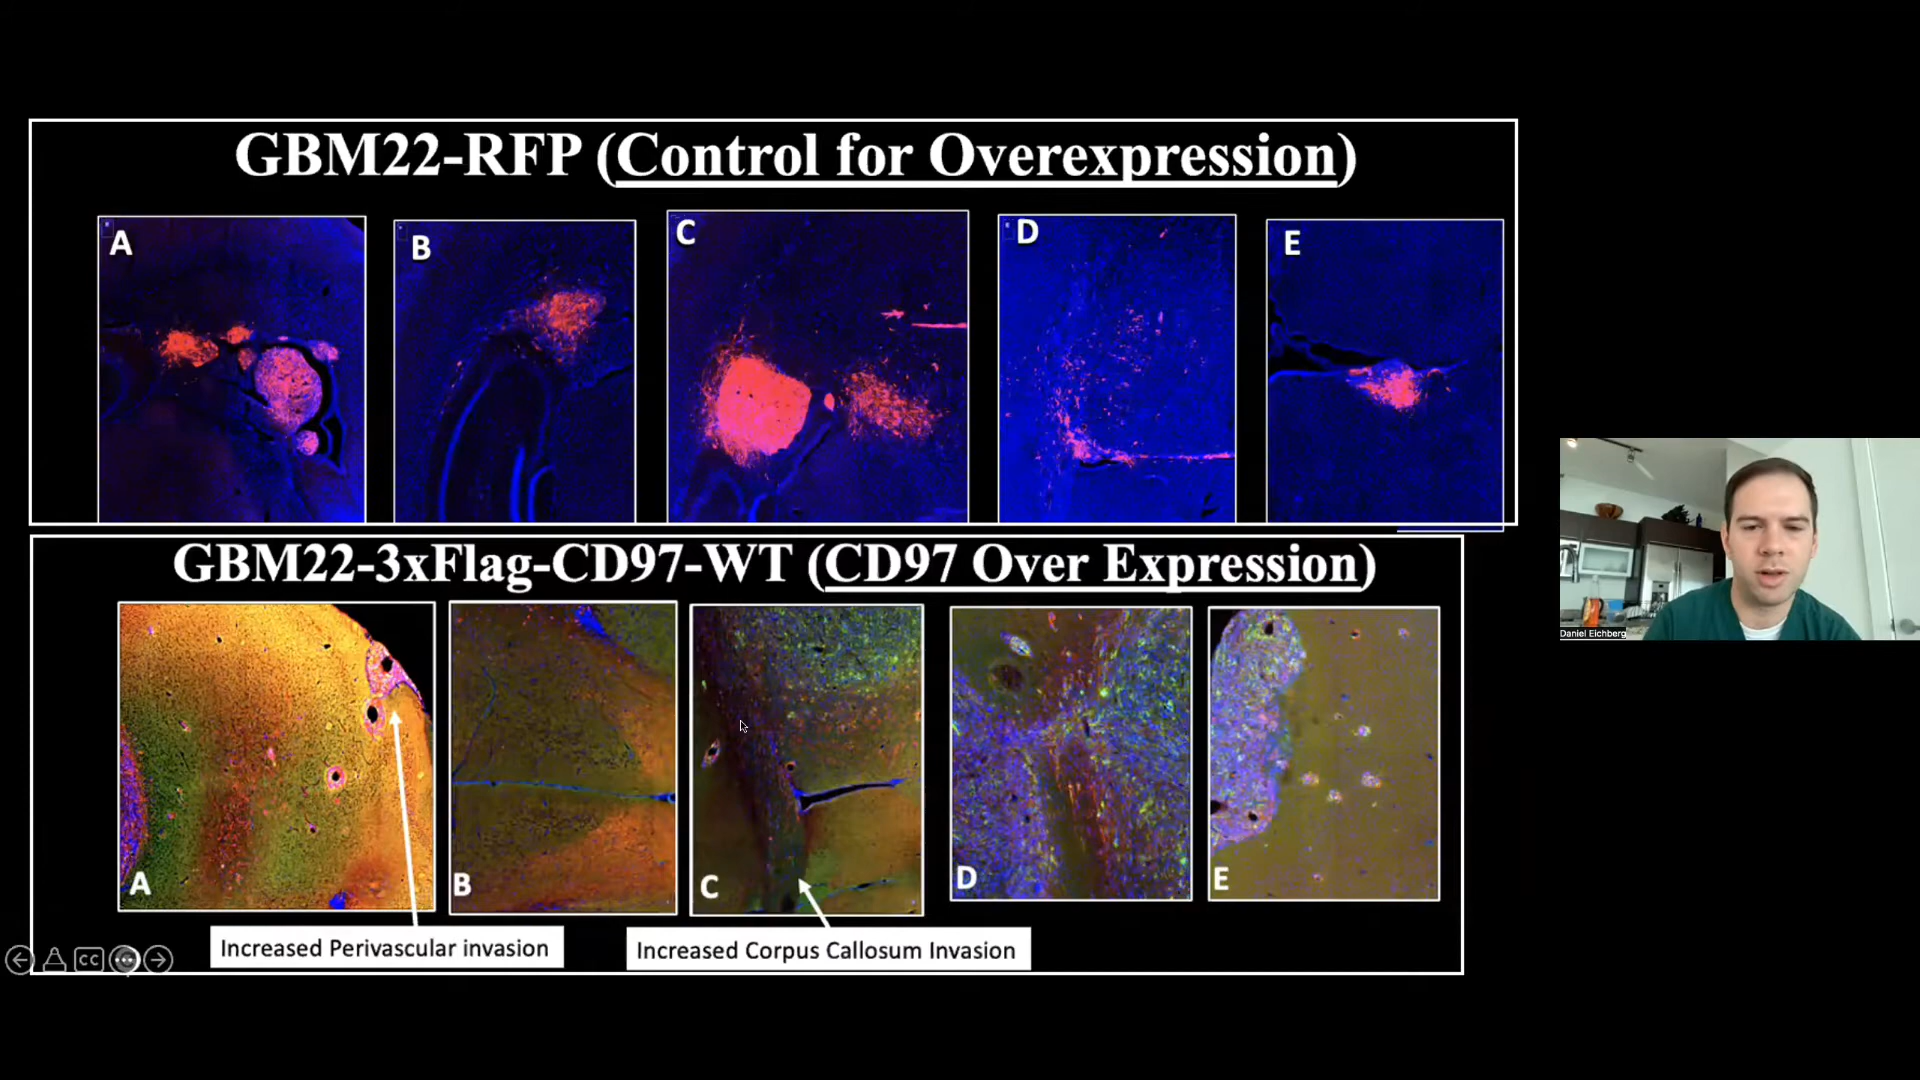 GBM22-RFP (Control for Overexpression)
A
B
C
D
E
GBM22-3xFlag-CD97-WT (CD97 Over Expression)
A
B
C
D
E
Increased Perivascular invasion
Increased Corpus Callosum Invasion
CC
Daniel Eichberg